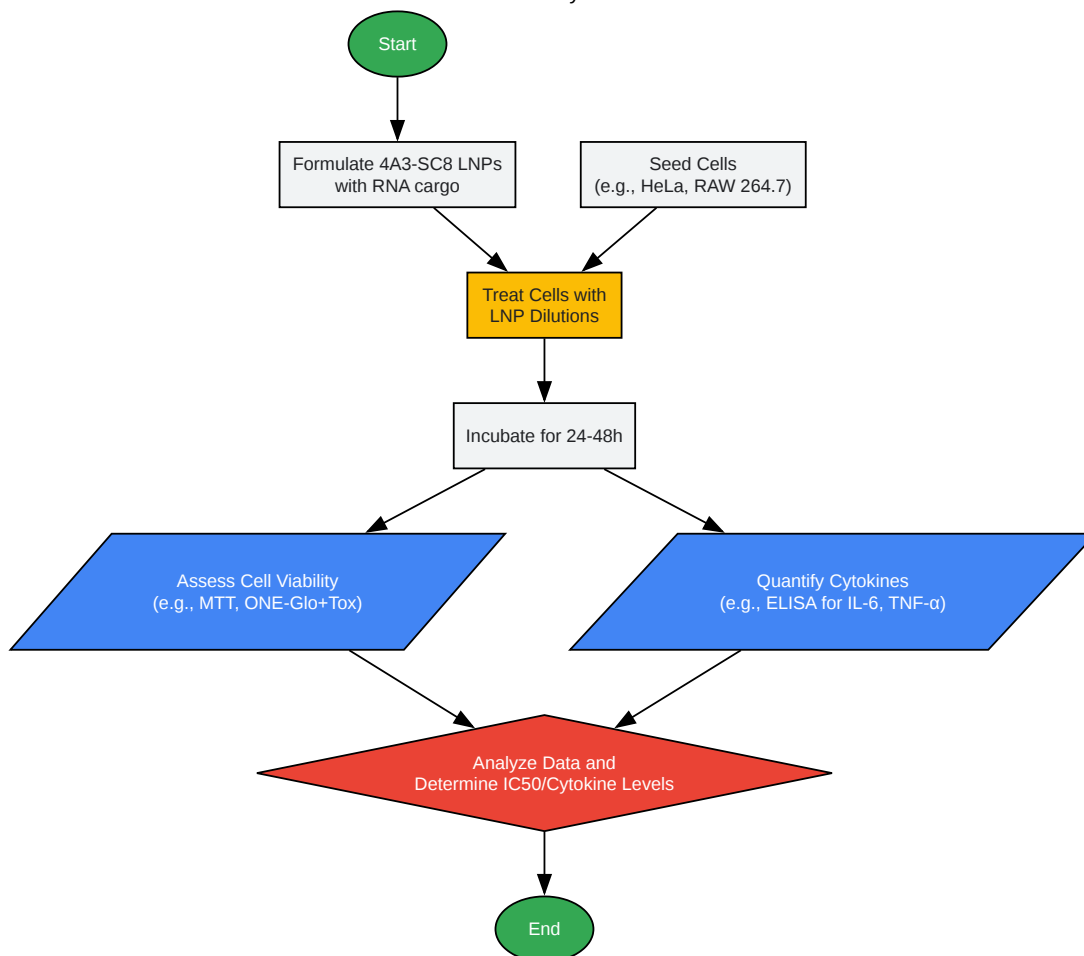 Start
Formulate 4A3-SC8 LNPs
with RNA cargo
Seed Cells
(e.g., HeLa, RAW 264.7)
Treat Cells with
LNP Dilutions
Incubate for 24-48h
Assess Cell Viability
(e.g., MTT, ONE-Glo+Tox)
Quantify Cytokines
(e.g., ELISA for IL-6, TNF-α)
Analyze Data and
Determine IC50/Cytokine Levels
End